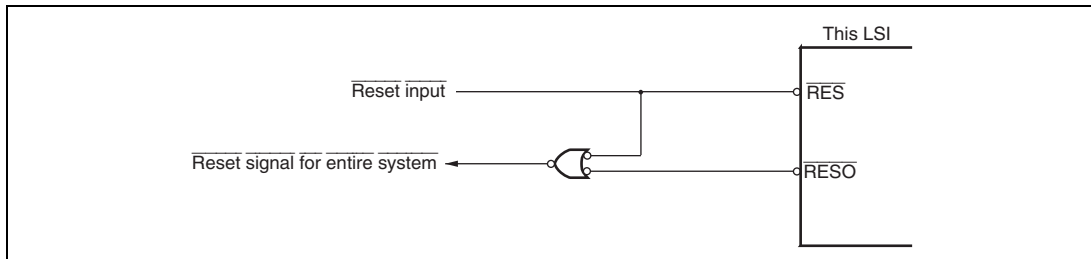 This LSI
Reset input
RES
Reset signal for entire system
RESO